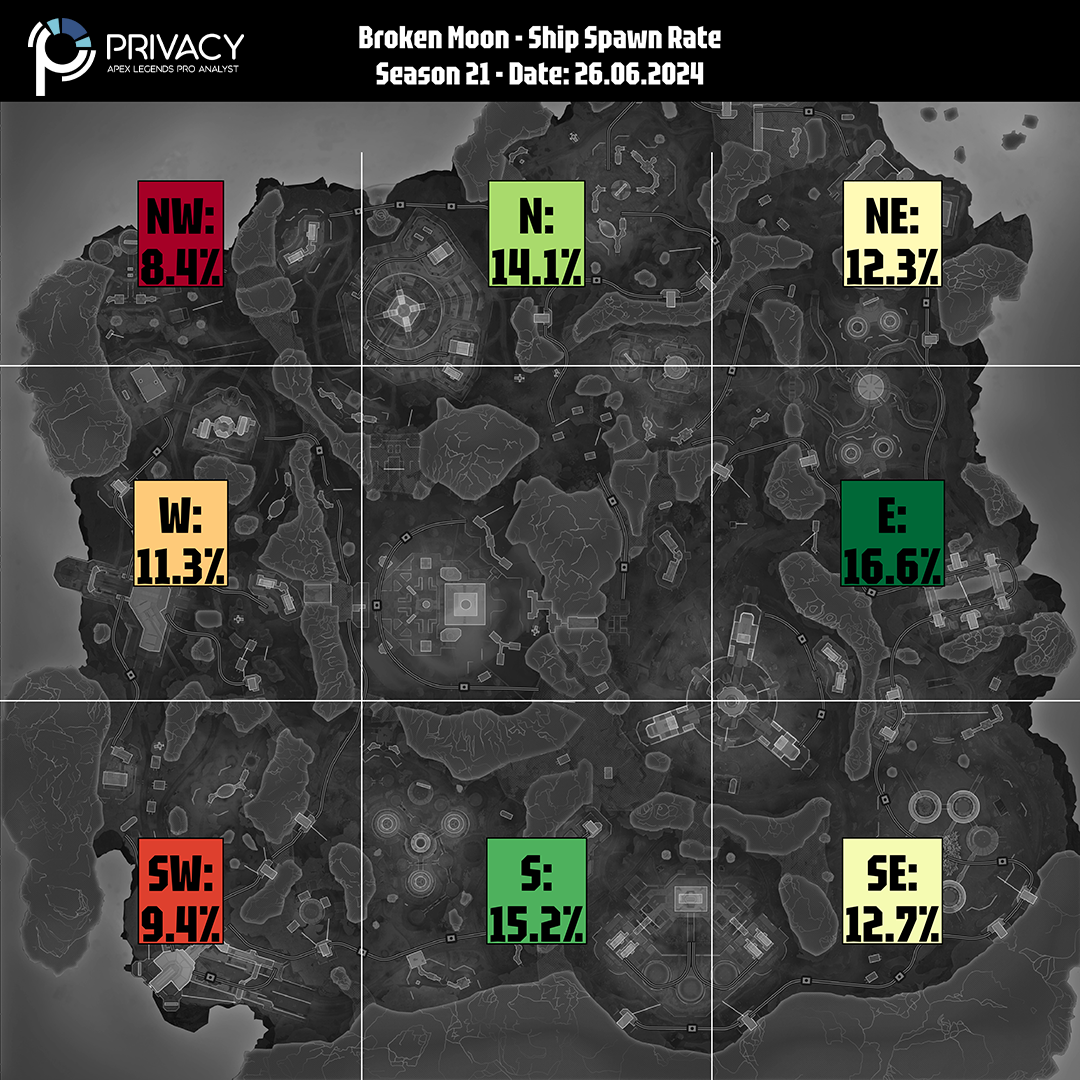 PRIVACY
APEX LEGENDS PRO ANALYST
Broken Moon - Ship Spawn Rate
Season 21 - Date: 26.06.2024
NW:
8.4%
N:
14.1%
NE:
12.3%
W:
11.3%
E:
16.6%
SW:
9.4%
S:
15.2%
SE:
12.7%